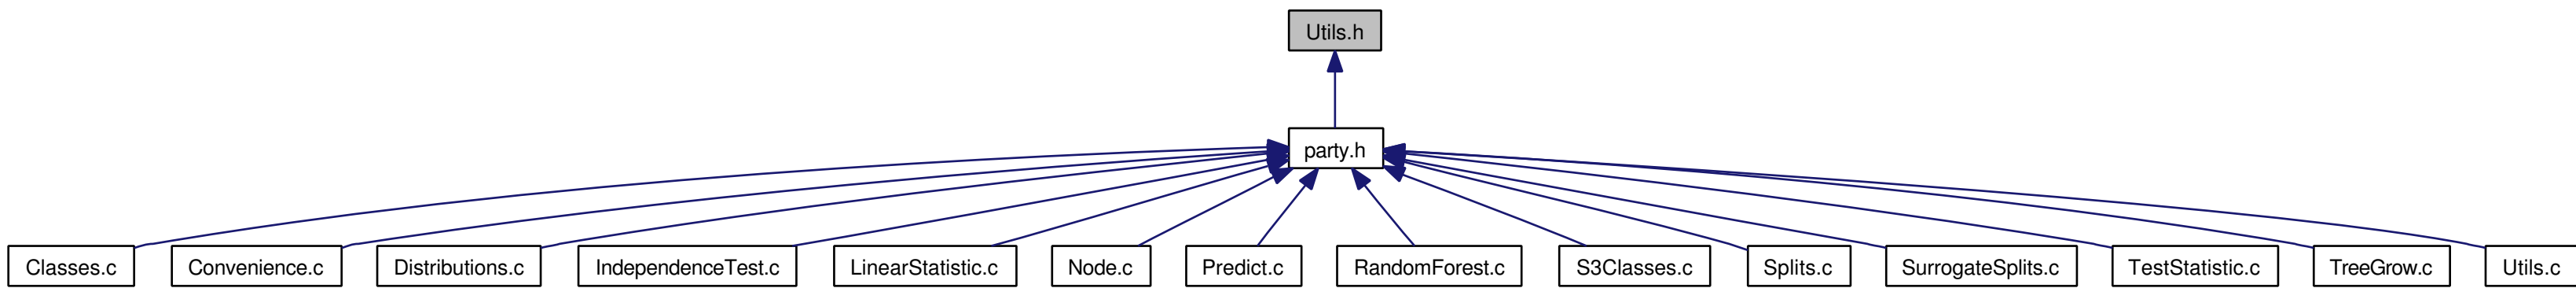 Utils.h
party.h
Classes.c
Convenience.c
Distributions.c
IndependenceTest.c
LinearStatistic.c
Node.c
Predict.c
RandomForest.c
S3Classes.c
Splits.c
SurrogateSplits.c
TestStatistic.c
TreeGrow.c
Utils.c